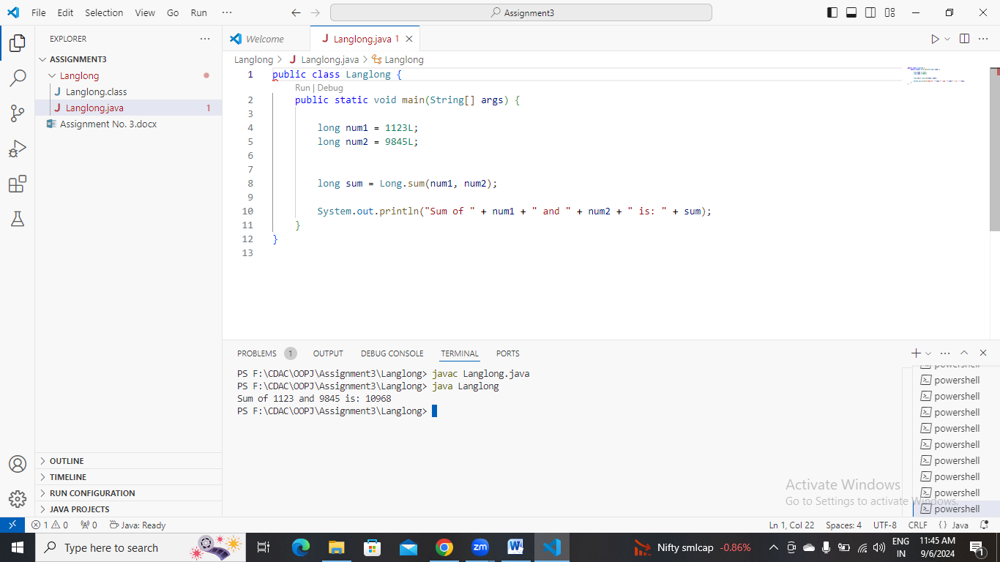 File Edit Selection View Go Run ··· Assignment3
EXPLORER ···
ASSIGNMENT3
Langlong
J Langlong.class
J Langlong.java 1
Assignment No. 3.docx
OUTLINE
TIMELINE
RUN CONFIGURATION
JAVA PROJECTS
Welcome J Langlong.java 1
Langlong > J Langlong.java > Langlong
1 public class Langlong {
Run | Debug
2 public static void main(String[] args) {
3
4 long num1 = 1123L;
5 long num2 = 9845L;
6
7
8 long sum = Long.sum(num1, num2);
9
10 System.out.println("Sum of " + num1 + " and " + num2 + " is: " + sum);
11 }
12 }
13
PROBLEMS 1 OUTPUT DEBUG CONSOLE TERMINAL PORTS
PS F:\CDAC\OOPJ\Assignment3\Langlong> javac Langlong.java
PS F:\CDAC\OOPJ\Assignment3\Langlong> java Langlong
Sum of 1123 and 9845 is: 10968
PS F:\CDAC\OOPJ\Assignment3\Langlong>
powershell
powershell
powershell
powershell
powershell
powershell
powershell
powershell
powershell
powershell
Activate Windows
Go to Settings to activate Windows.
1 0 0 Java: Ready Ln 1, Col 22 Spaces: 4 UTF-8 CRLF {} Java
Type here to search zm W Nifty smlcap -0.86% ENG 11:45 AM
IN 9/6/2024 1